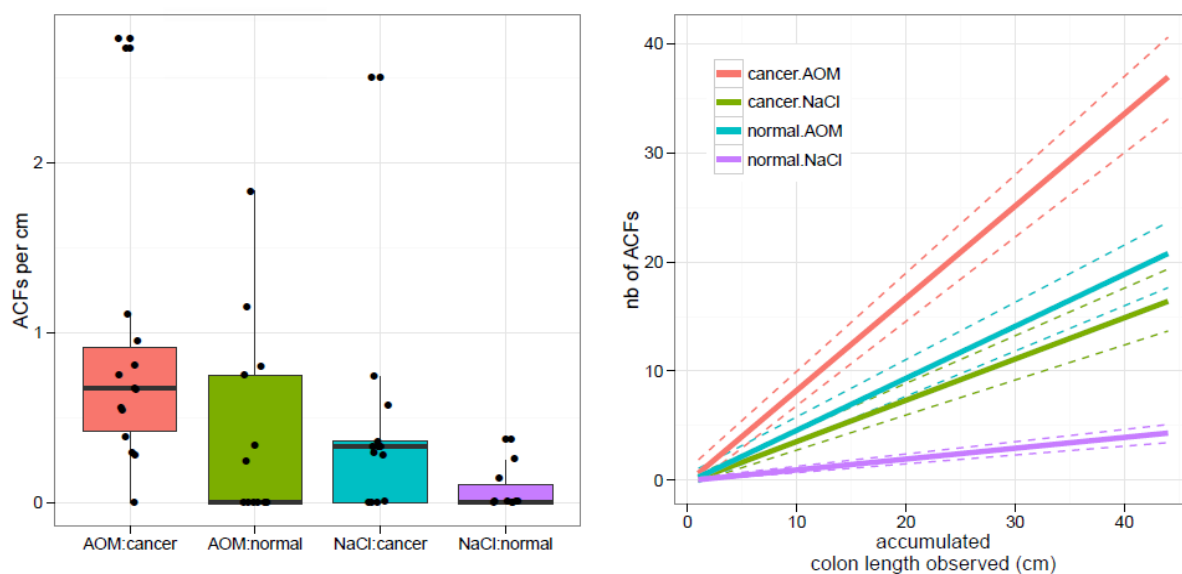 ACFs per cm
2
1
0
AOM:cancer
AOM:normal
NaCl:cancer
NaCl:normal
nb of ACFs
40
30
20
10
0
cancer.AOM
cancer.NaCl
normal.AOM
normal.NaCl
0
10
20
30
40
accumulated
colon length observed (cm)